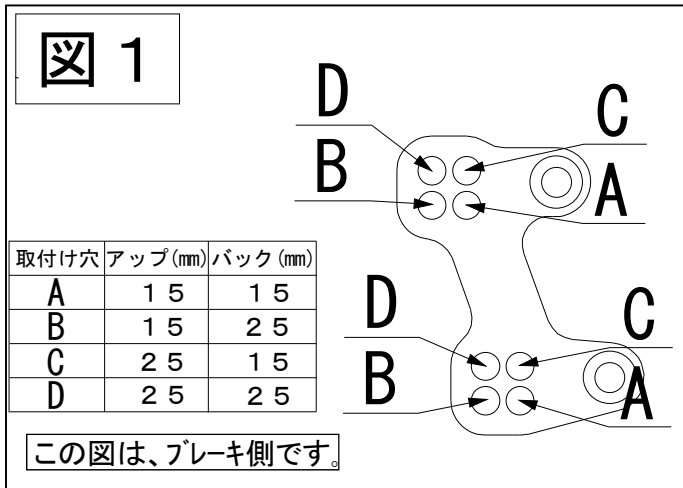 図１
D
C
B
A
取付け穴 アップ(㎜) バック(㎜)
A １５ １５
B １５ ２５
C ２５ １５
D ２５ ２５
D
C
B
A
この図は、ブレーキ側です。